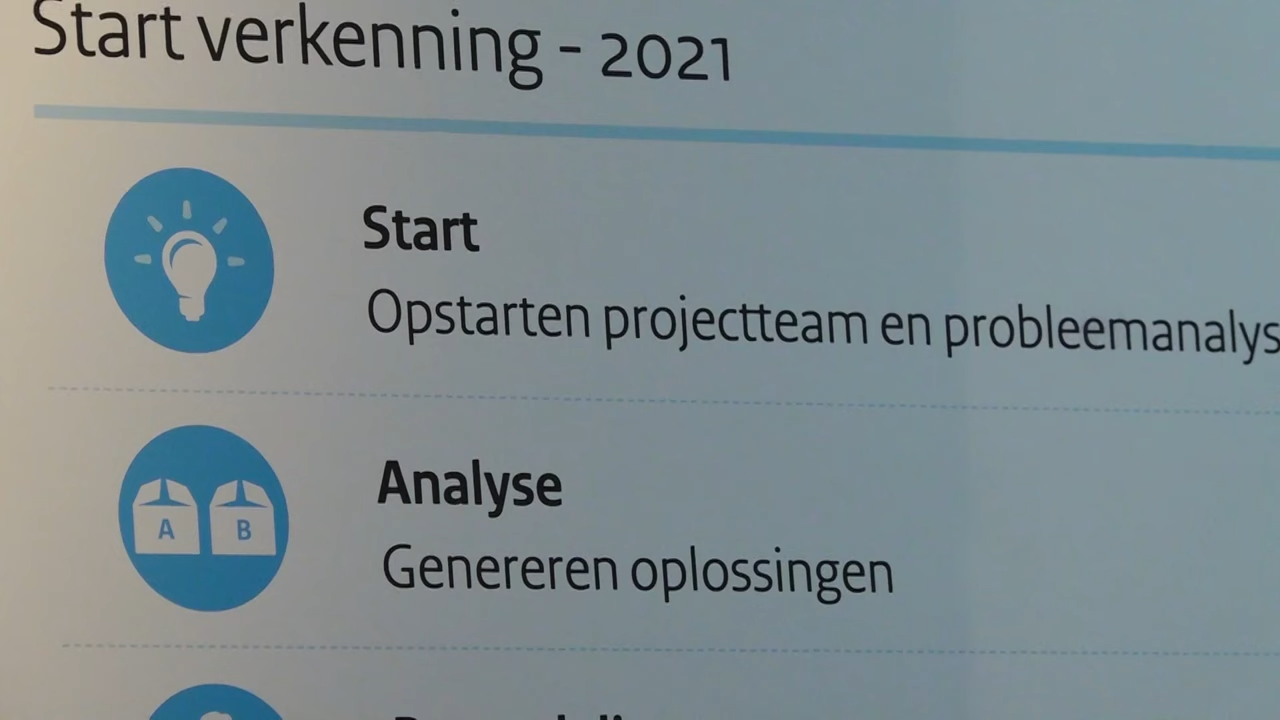 Start verkenning - 2021
Start
Opstarten projectteam en probleemanalys
Analyse
A B
Genereren oplossingen